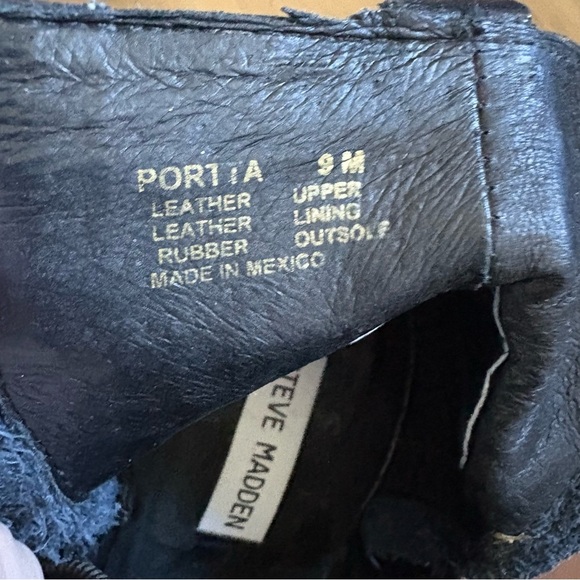 PORTIA 9 M
LEATHER UPPER
LEATHER LINING
RUBBER OUTSOLE
MADE IN MEXICO
STEVE MADDEN